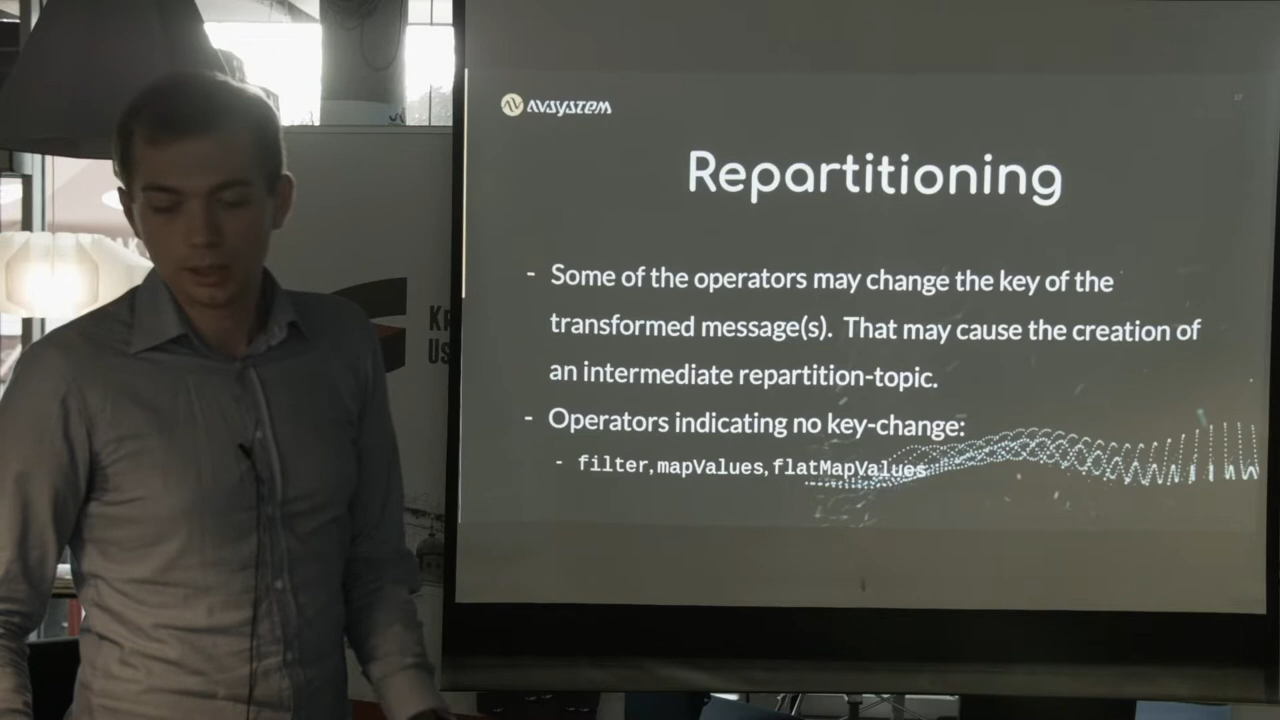 AVSYSTEM
Repartitioning
- Some of the operators may change the key of the
transformed message(s). That may cause the creation of
an intermediate repartition-topic.
- Operators indicating no key-change:
- filter, mapValues, flatMapValues